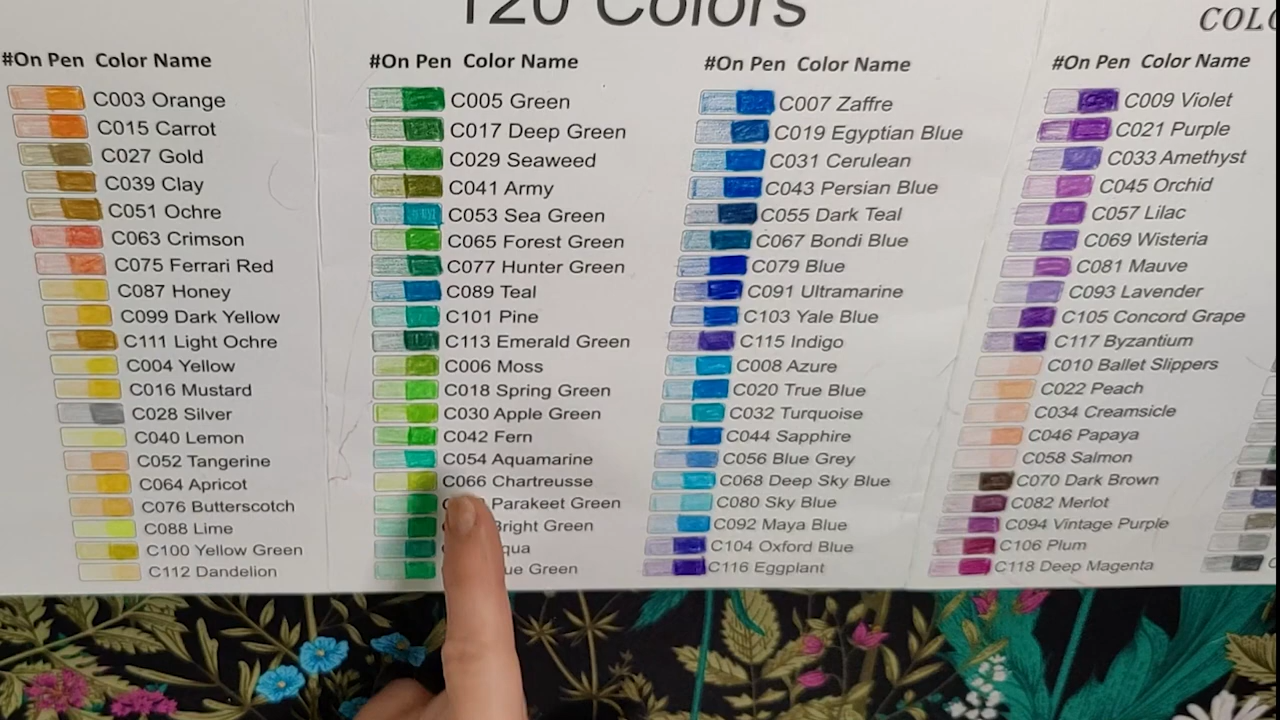 120 Colors
#On Pen Color Name
C003 Orange
C015 Carrot
C027 Gold
C039 Clay
C051 Ochre
C063 Crimson
C075 Ferrari Red
C087 Honey
C099 Dark Yellow
C111 Light Ochre
C004 Yellow
C016 Mustard
C028 Silver
C040 Lemon
C052 Tangerine
C064 Apricot
C076 Butterscotch
C088 Lime
C100 Yellow Green
C112 Dandelion
#On Pen Color Name
C005 Green
C017 Deep Green
C029 Seaweed
C041 Army
C053 Sea Green
C065 Forest Green
C077 Hunter Green
C089 Teal
C101 Pine
C113 Emerald Green
C006 Moss
C018 Spring Green
C030 Apple Green
C042 Fern
C054 Aquamarine
C066 Chartreusse
Parakeet Green
Bright Green
Green
#On Pen Color Name
C007 Zaffre
C019 Egyptian Blue
C031 Cerulean
C043 Persian Blue
C055 Dark Teal
C067 Bondi Blue
C079 Blue
C091 Ultramarine
C103 Yale Blue
C115 Indigo
C008 Azure
C020 True Blue
C032 Turquoise
C044 Sapphire
C056 Blue Grey
C068 Deep Sky Blue
C080 Sky Blue
C092 Maya Blue
C104 Oxford Blue
C116 Eggplant
#On Pen Color Name
C009 Violet
C021 Purple
C033 Amethyst
C045 Orchid
C057 Lilac
C069 Wisteria
C081 Mauve
C093 Lavender
C105 Concord Grape
C117 Byzantium
C010 Ballet Slippers
C022 Peach
C034 Creamsicle
C046 Papaya
C058 Salmon
C070 Dark Brown
C082 Merlot
C094 Vintage Purple
C106 Plum
C118 Deep Magenta